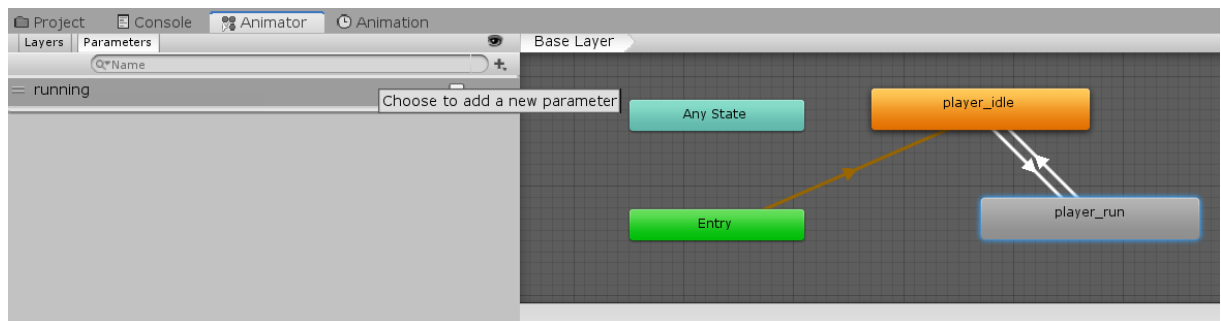 Project Console Animator Animation
Layers Parameters
Base Layer
Name
running
Choose to add a new parameter
Any State
player_idle
player_run
Entry